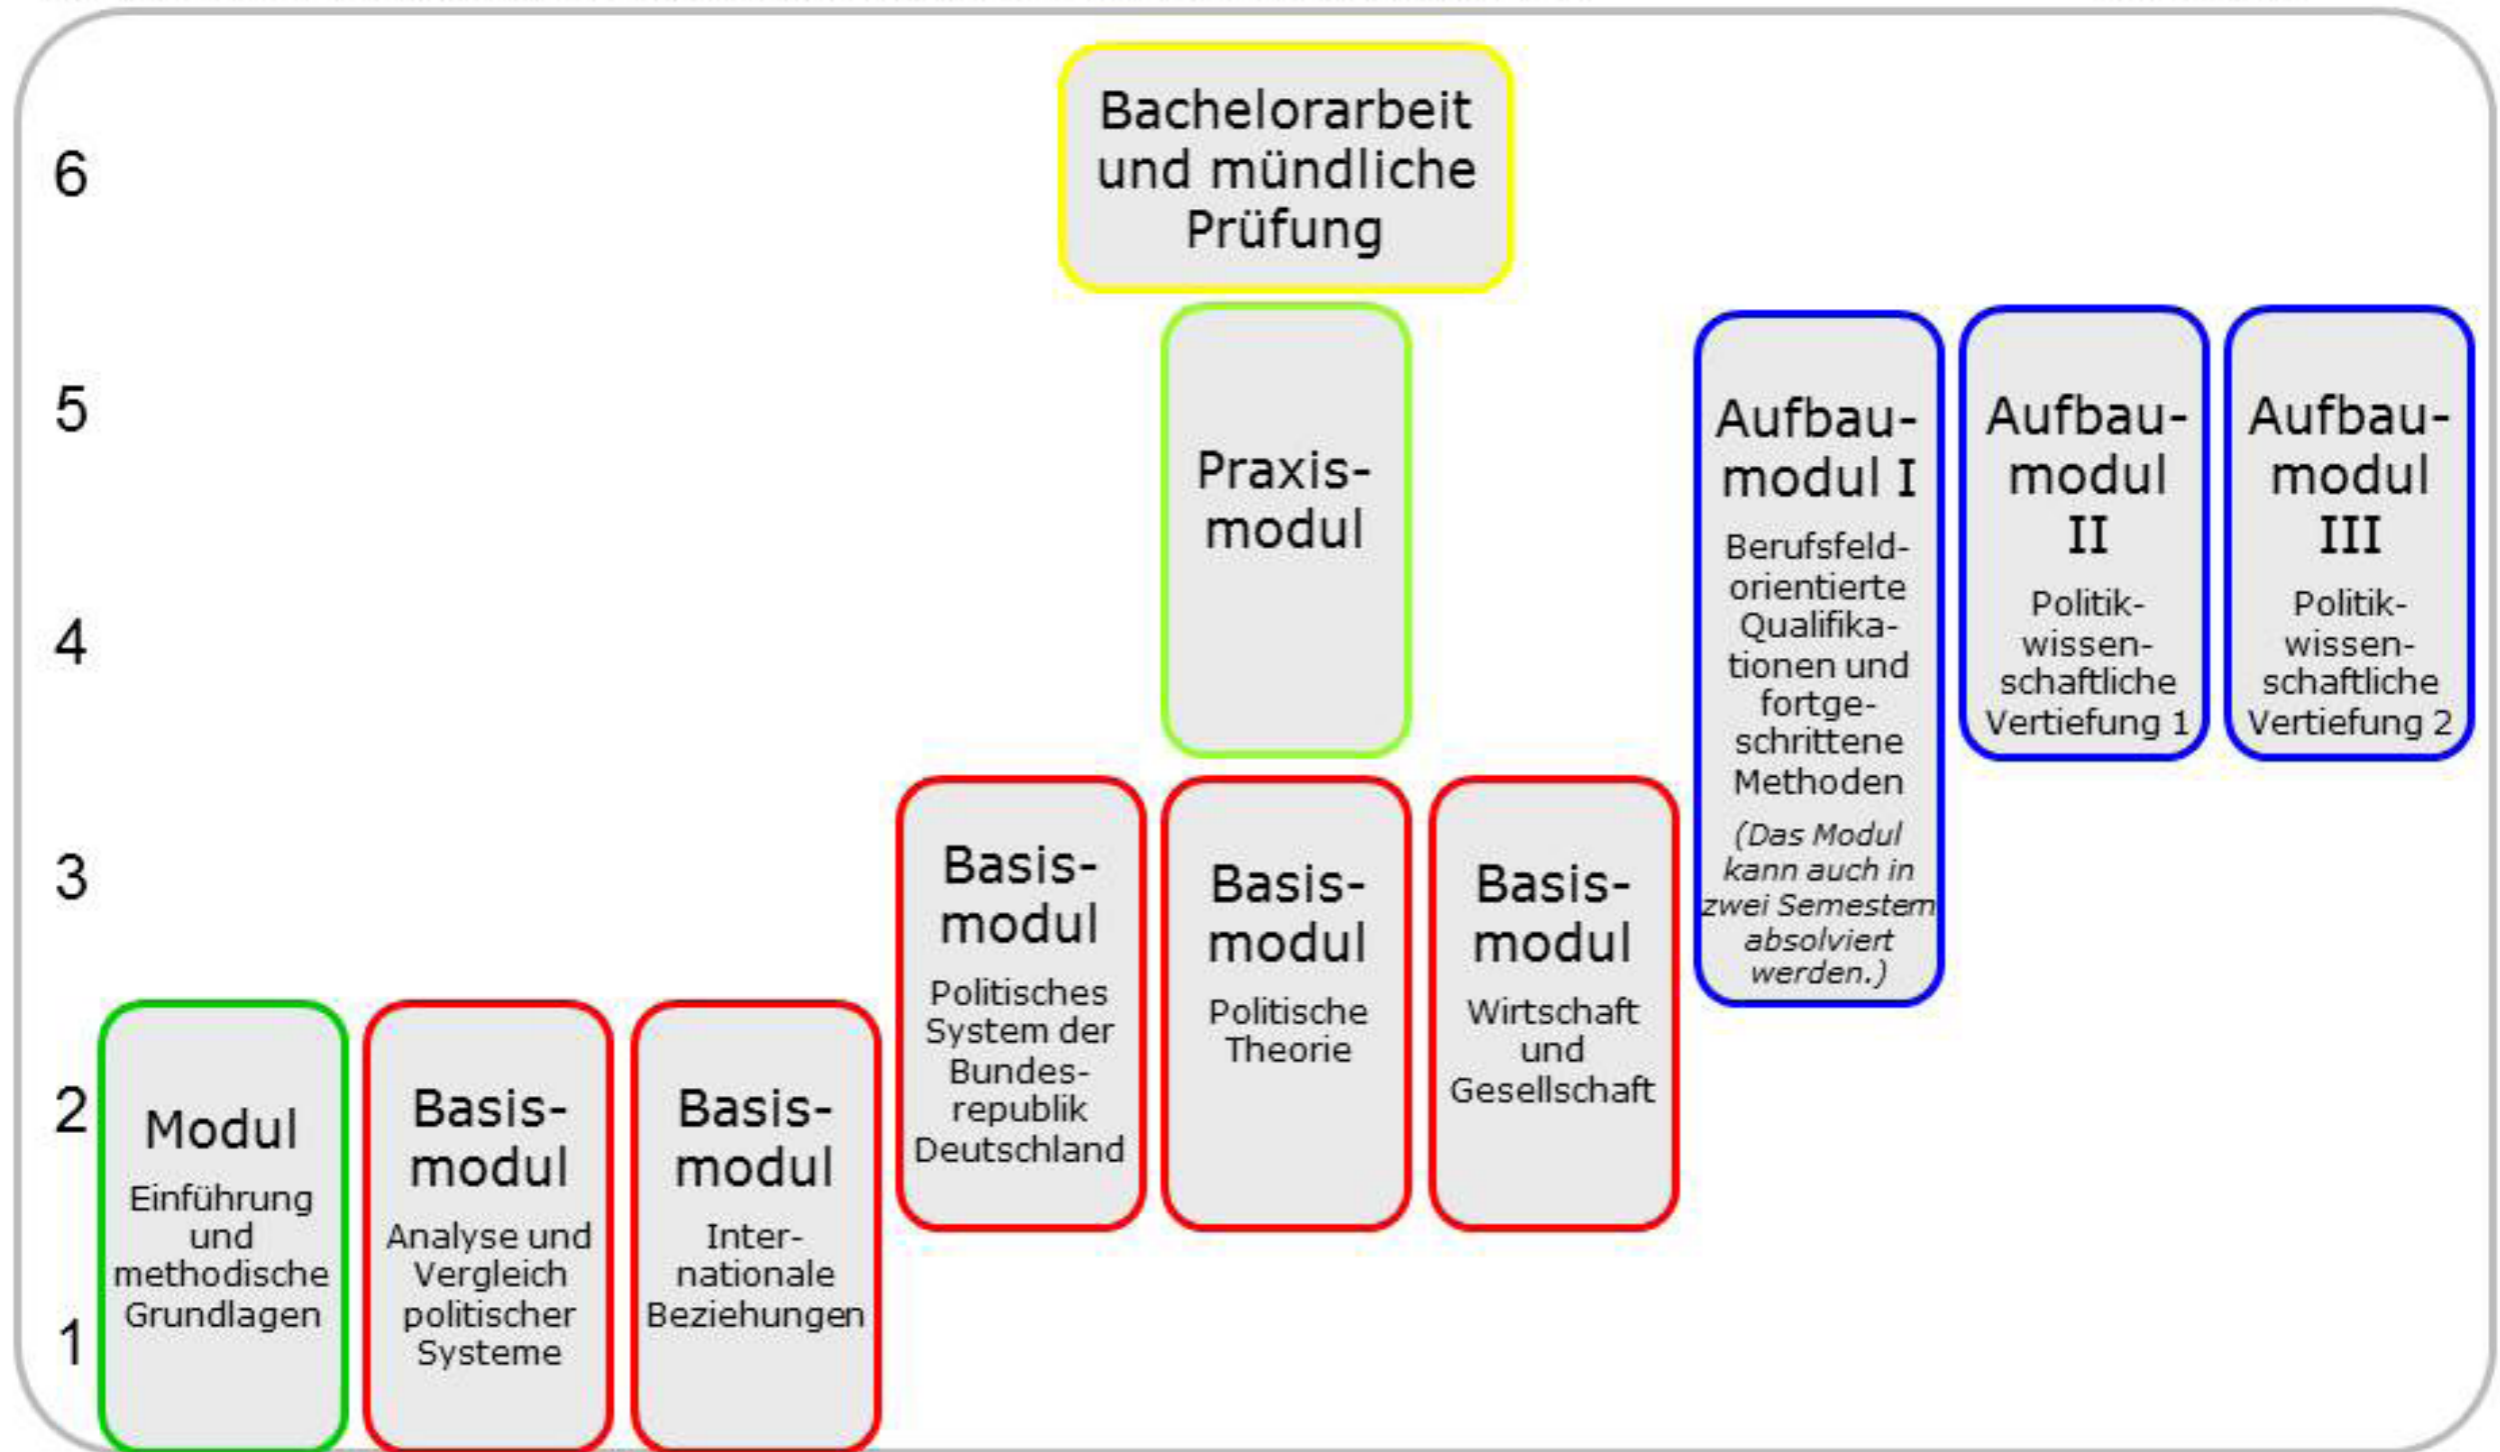 6
Bachelorarbeit
und mündliche
Prüfung
5
4
Praxis-
modul
Aufbau-
modul I
Berufsfeld-
orientierte
Qualifika-
tionen und
fortge-
schrittene
Methoden
(Das Modul
kann auch in
zwei Semestern
absolviert
werden.)
Aufbau-
modul
II
Politik-
wissen-
schaftliche
Vertiefung 1
Aufbau-
modul
III
Politik-
wissen-
schaftliche
Vertiefung 2
3
Basis-
modul
Politisches
System der
Bundes-
republik
Deutschland
Basis-
modul
Politische
Theorie
Basis-
modul
Wirtschaft
und
Gesellschaft
2
1
Modul
Einführung
und
methodische
Grundlagen
Basis-
modul
Analyse und
Vergleich
politischer
Systeme
Basis-
modul
Inter-
nationale
Beziehungen